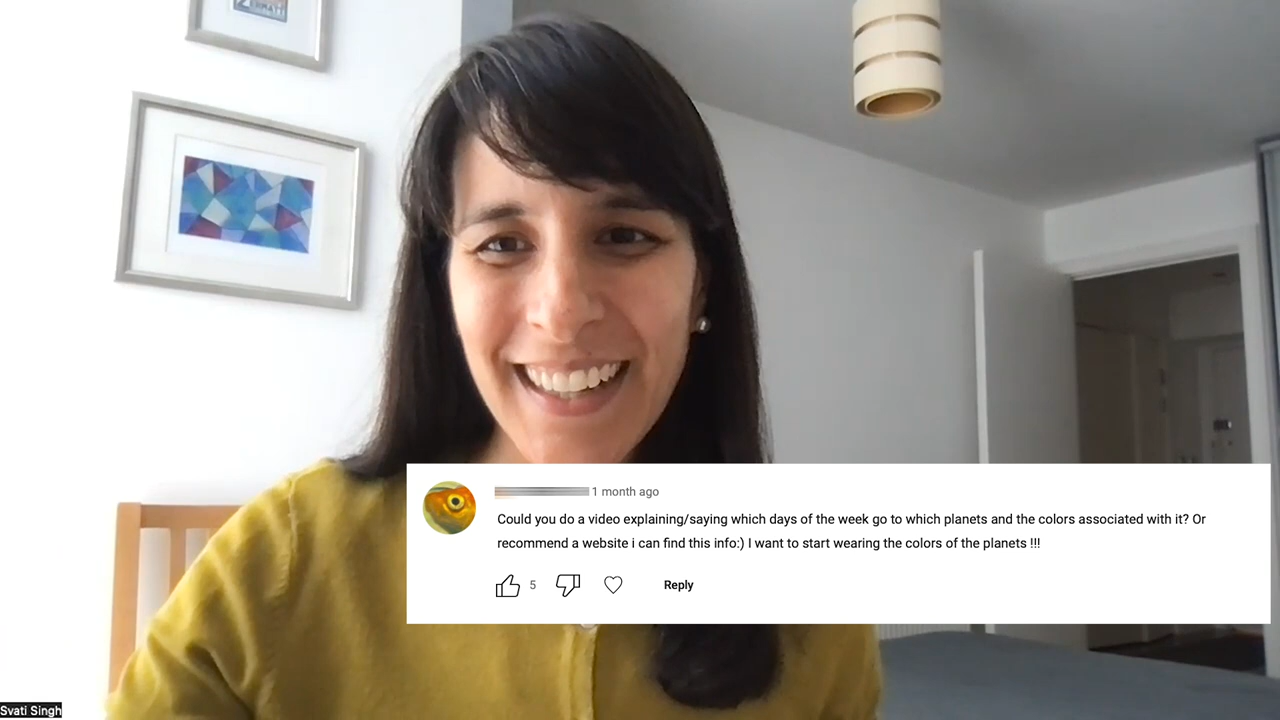 1 month ago
Could you do a video explaining/saying which days of the week go to which planets and the colors associated with it? Or
recommend a website i can find this info:) I want to start wearing the colors of the planets !!!
5
Reply
Svati Singh